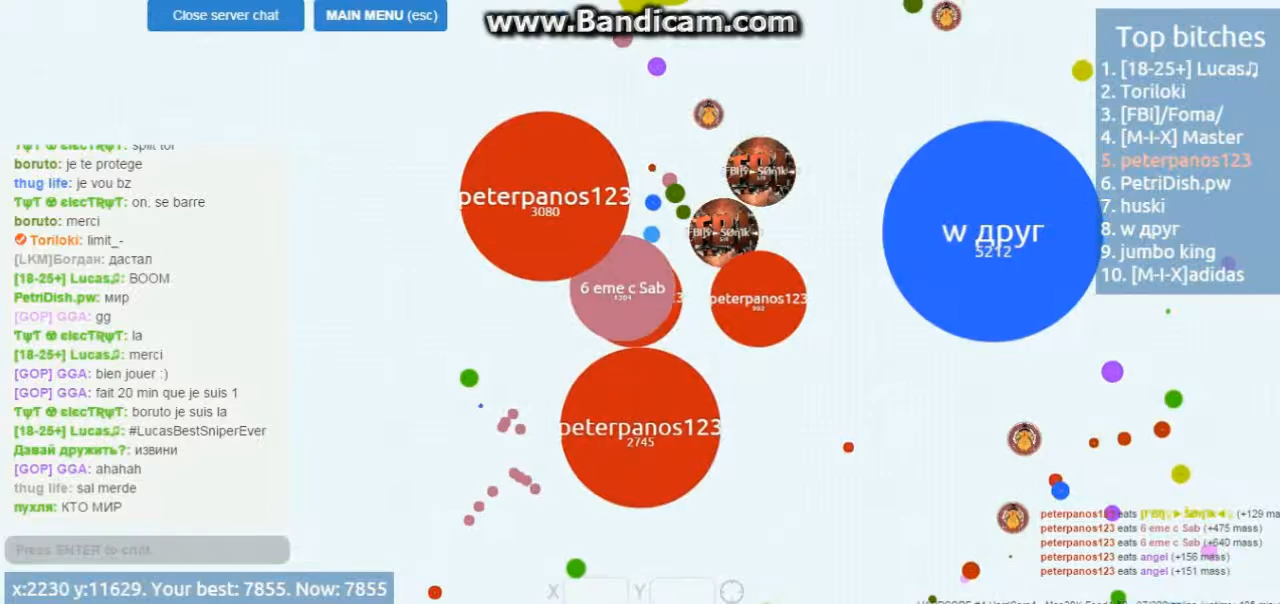 Close server chat
MAIN MENU (esc)
www.Bandicam.com
Top bitches
1. [18-25+] Lucas♫
2. Toriloki
3. [FBI]/Foma/
4. [M-I-X] Master
5. peterpanos123
6. PetriDish.pw
7. huski
8. w друг
9. jumbo king
10. [M-I-X]adidas
boruto: je te protege
thug life: je vou bz
on, se barre
boruto: merci
Toriloki: limit_-
[LKM]Богдан: дастал
[18-25+] Lucas♫: BOOM
PetriDish.pw: мир
[GOP] GGA: gg
la
[18-25+] Lucas♫: merci
[GOP] GGA: bien jouer :)
[GOP] GGA: fait 20 min que je suis 1
boruto je suis la
[18-25+] Lucas♫: #LucasBestSniperEver
Давай дружить?: извини
[GOP] GGA: ahahah
thug life: sal merde
пухля: КТО МИР
Press ENTER to chat
x:2230 y:11629. Your best: 7855. Now: 7855
peterpanos123
3080
6 eme c Sab
peterpanos123
peterpanos123
2745
w друг
5212
X
Y
peterpanos123 eats (+129 ma
peterpanos123 eats 6 eme c Sab (+475 mass)
peterpanos123 eats 6 eme c Sab (+640 mass)
peterpanos123 eats angel (+156 mass)
peterpanos123 eats angel (+151 mass)